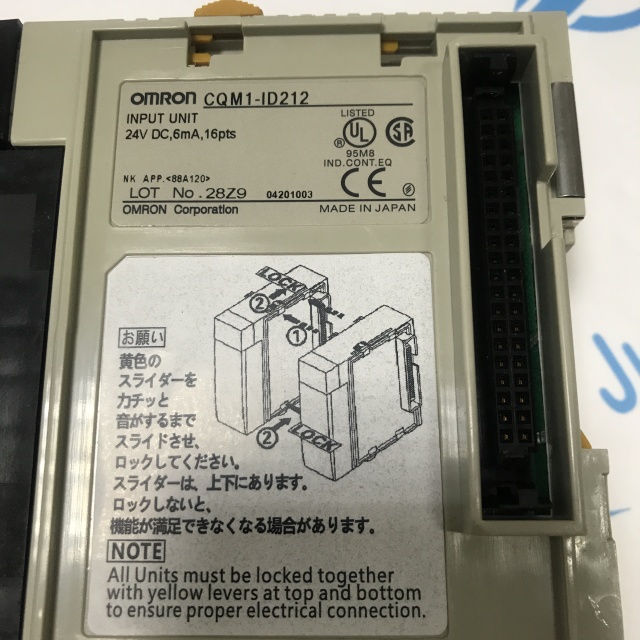 OMRON CQM1-ID212
INPUT UNIT
24V DC,6mA,16pts
LISTED
UL
®
SA
95M8
IND.CONT.EQ
NK APP.<88A120>
CE
LOT No.28Z9 04201003
OMRON Corporation MADE IN JAPAN
LOCK
②
①
②
LOCK
お願い
黄色の
スライダーを
カチッと
音がするまで
スライドさせ、
ロックしてください。
スライダーは、上下にあります。
ロックしないと、
機能が満足できなくなる場合があります。
NOTE
All Units must be locked together
with yellow levers at top and bottom
to ensure proper electrical connection.